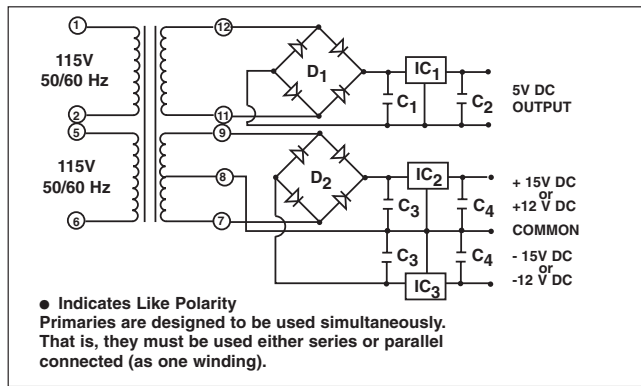 1
12
115V
50/60 Hz
D1
IC1
C1
C2
5V DC
OUTPUT
2
11
5
9
115V
50/60 Hz
8
D2
IC2
C3
C4
+ 15V DC
or
+12 V DC
COMMON
6
7
C3
C4
- 15V DC
or
-12 V DC
IC3
● Indicates Like Polarity
Primaries are designed to be used simultaneously.
That is, they must be used either series or parallel
connected (as one winding).